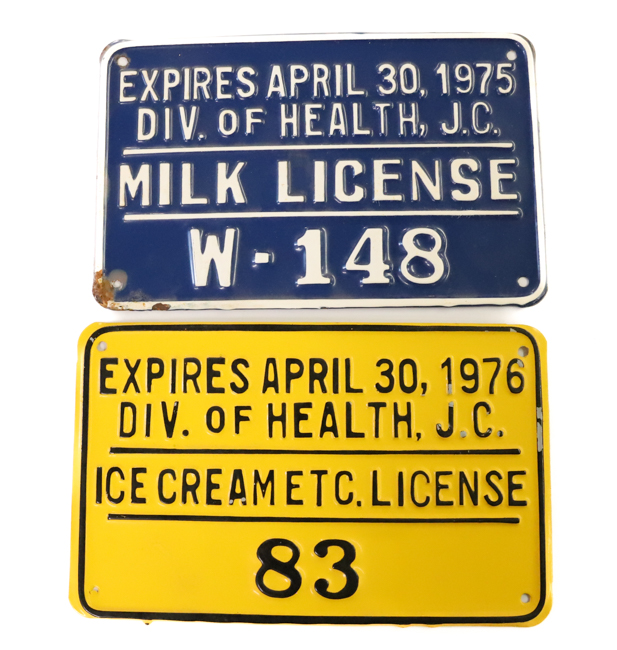 EXPIRES APRIL 30, 1975
DIV. OF HEALTH, J.C.
MILK LICENSE
W-148
EXPIRES APRIL 30, 1976
DIV. OF HEALTH, J.C.
ICE CREAM ETC. LICENSE
83